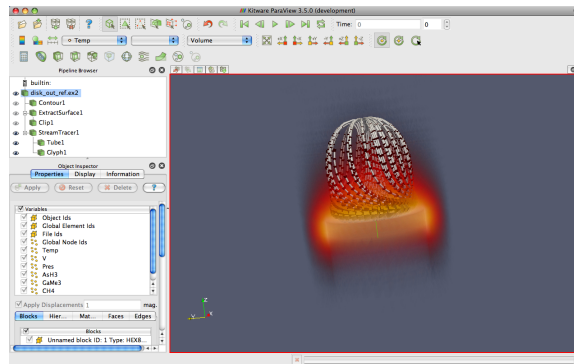 Kitware ParaView 3.5.0 (development)
Time: 0 0
Temp Volume
Pipeline Browser
builtin:
disk_out_ref.ex2
Contour1
ExtractSurface1
Clip1
StreamTracer1
Tube1
Glyph1
Object Inspector
Properties Display Information
Apply Reset Delete ?
Variables
Object Ids
Global Element Ids
File Ids
Global Node Ids
Temp
V
Pres
AsH3
GaMe3
CH4
Apply Displacements 1 mag.
Blocks Hier... Mat... Faces Edges
Blocks
Unnamed block ID: 1 Type: HEX8...
Z
Y